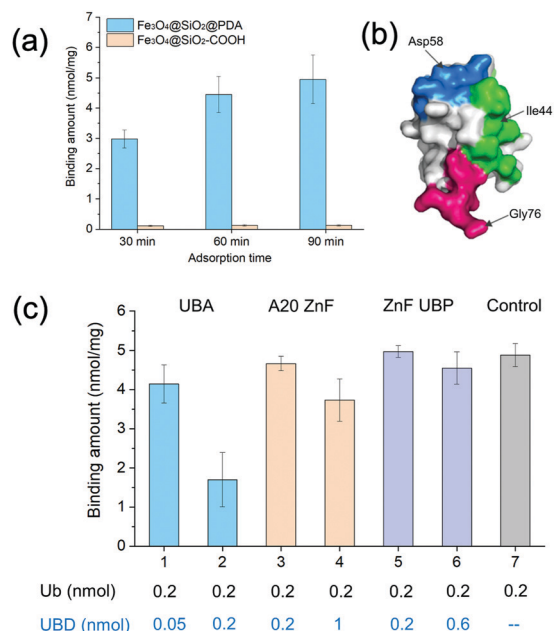 (a)
Fe₃O₄@SiO₂@PDA
Fe₃O₄@SiO₂-COOH
Binding amount (nmol/mg)
7
6
5
4
3
2
1
0
30 min 60 min 90 min
Adsorption time
(b)
Asp58
Ile44
Gly76
(c)
UBA A20 ZnF ZnF UBP Control
Binding amount (nmol/mg)
6
5
4
3
2
1
0
1 2 3 4 5 6 7
Ub (nmol) 0.2 0.2 0.2 0.2 0.2 0.2 0.2
UBD (nmol) 0.05 0.2 0.2 1 0.2 0.6 --